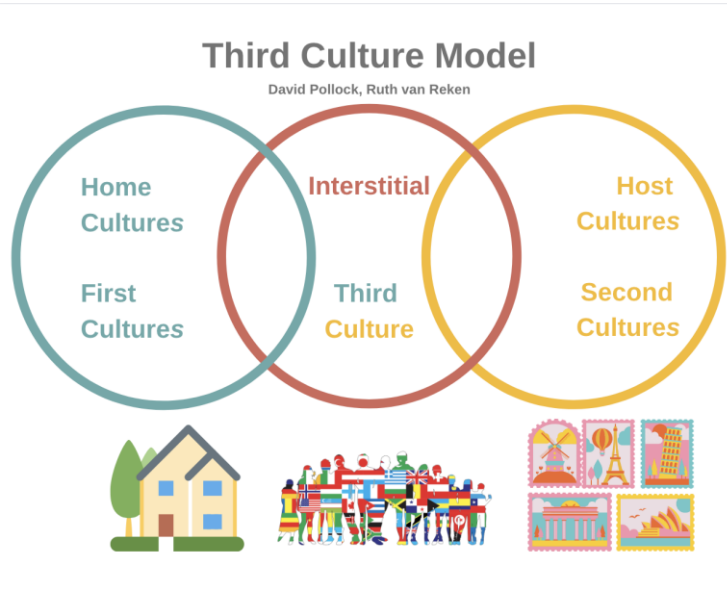 Third Culture Model
David Pollock, Ruth van Reken
Home
Cultures
First
Cultures
Interstitial
Third
Culture
Host
Cultures
Second
Cultures